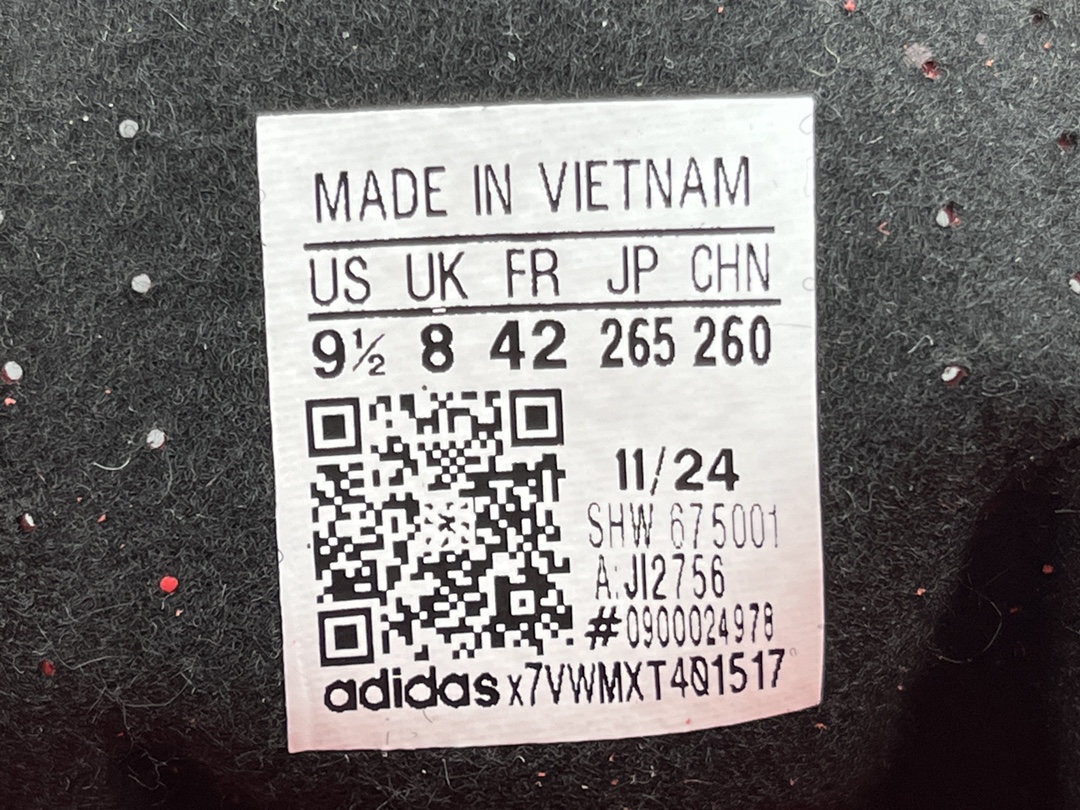 MADE IN VIETNAM
US UK FR JP CHN
9½ 8 42 265 260
11/24
SHW 675001
A:JI2756
#0900024978
adidas x7VWMXT401517